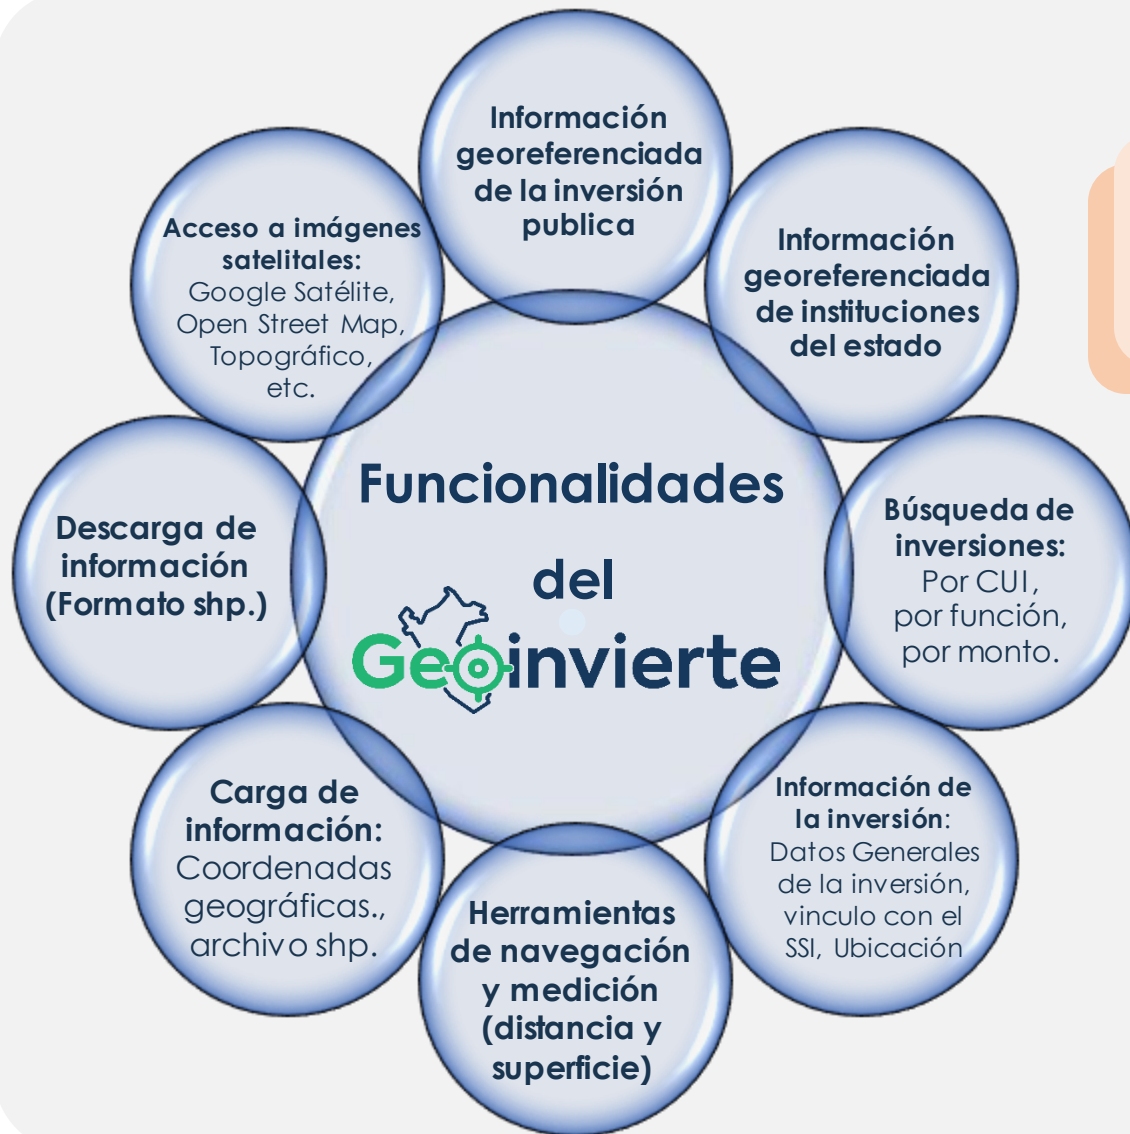 Información
georeferenciada
de la inversión
publica
Información
georeferenciada
de instituciones
del estado
Búsqueda de
inversiones:
Por CUI,
por función,
por monto.
Información de
la inversión:
Datos Generales
de la inversión,
vinculo con el
SSI, Ubicación
Herramientas
de navegación
y medición
(distancia y
superficie)
Carga de
información:
Coordenadas
geográficas.,
archivo shp.
Descarga de
información
(Formato shp.)
Acceso a imágenes
satelitales:
Google Satélite,
Open Street Map,
Topográfico,
etc.
Funcionalidades
del
Geoinvierte